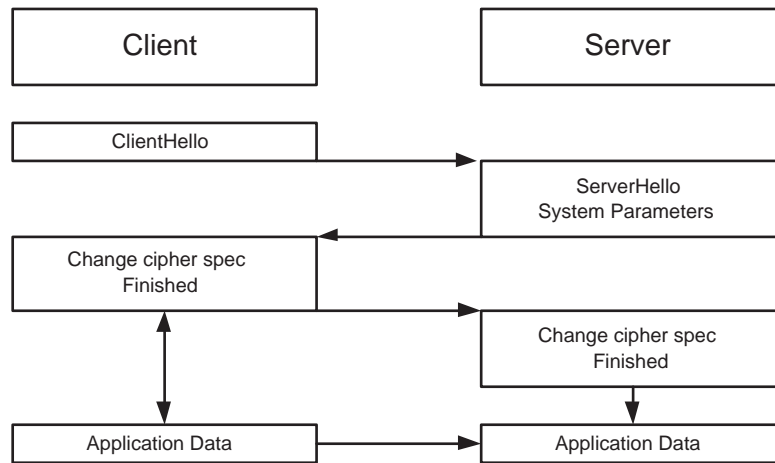 Client
Server
ClientHello
ServerHello
System Parameters
Change cipher spec
Finished
Change cipher spec
Finished
Application Data
Application Data